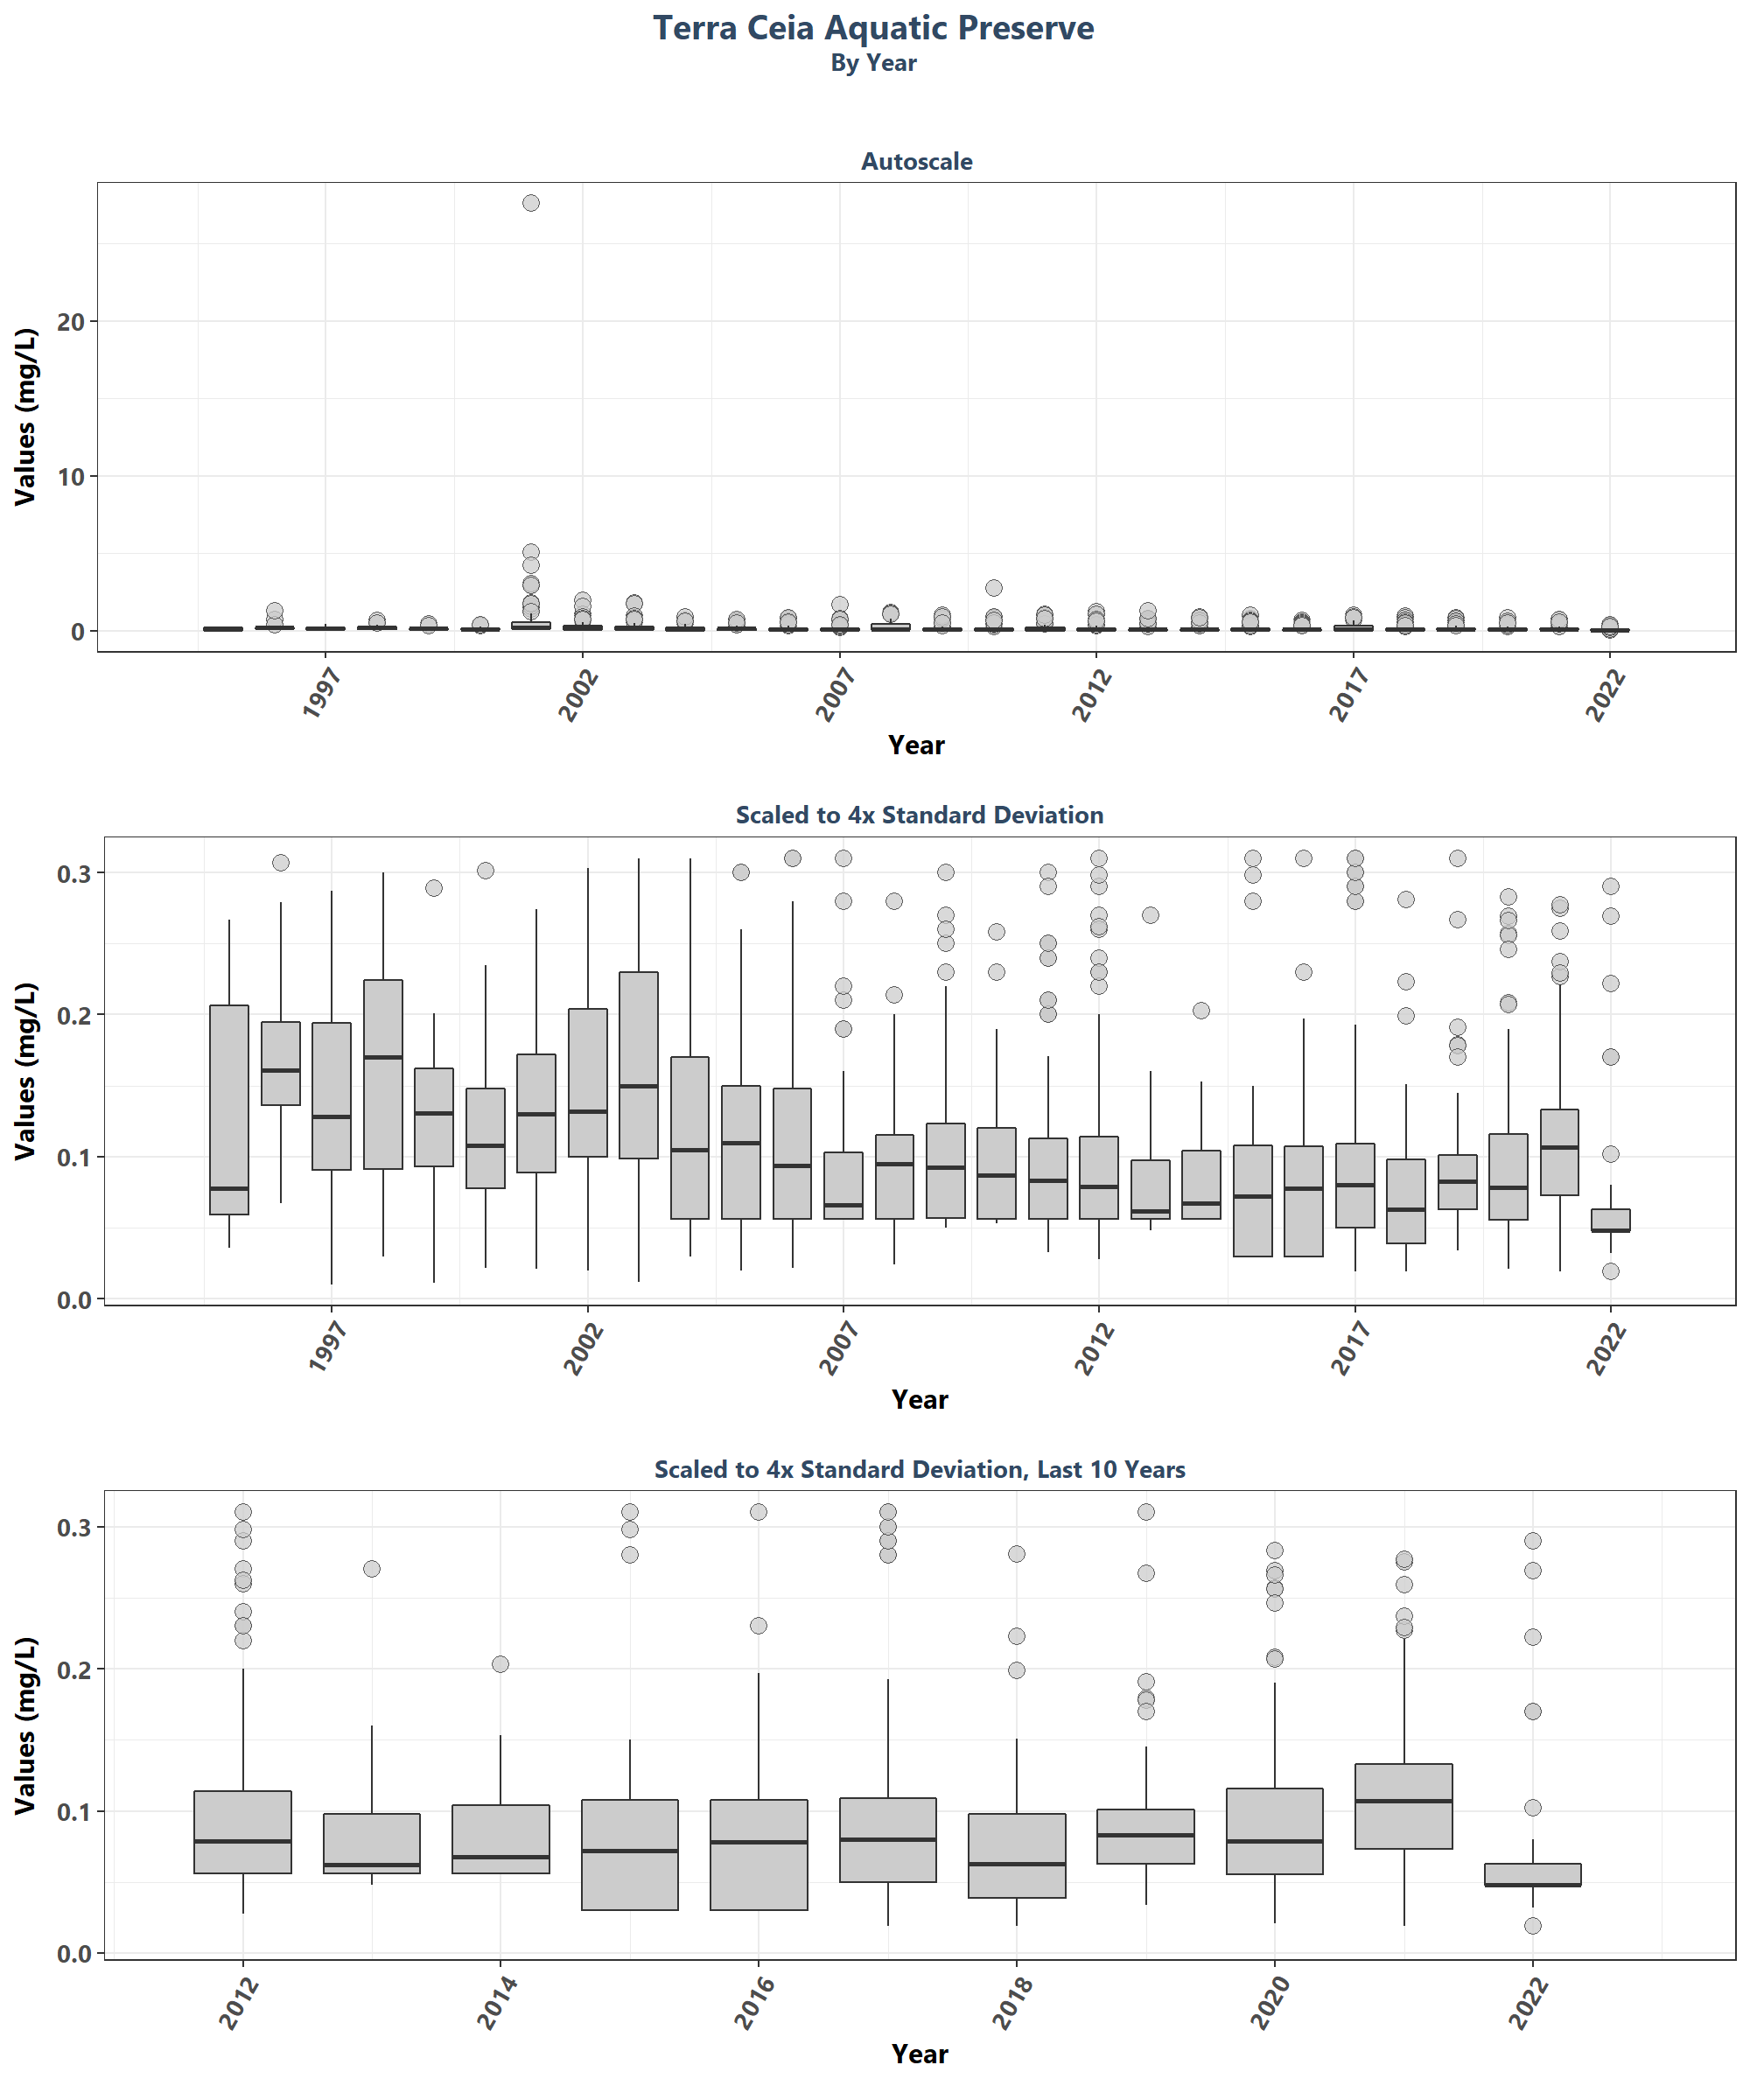 Terra Ceia Aquatic Preserve
By Year
Autoscale
Values (mg/L)
20
10
0
1997 2002 2007 2012 2017 2022
Year
Scaled to 4x Standard Deviation
Values (mg/L)
0.3
0.2
0.1
0.0
1997 2002 2007 2012 2017 2022
Year
Scaled to 4x Standard Deviation, Last 10 Years
Values (mg/L)
0.3
0.2
0.1
0.0
2012 2014 2016 2018 2020 2022
Year